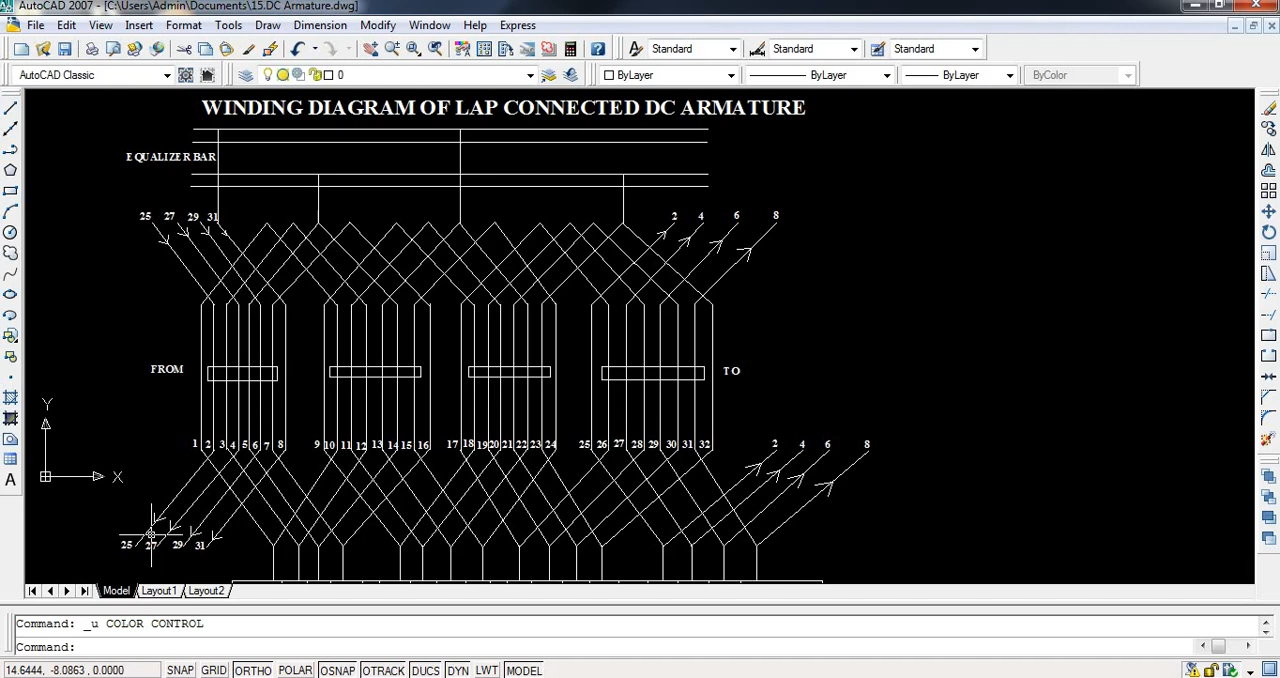 AutoCAD 2007 - [C:\Users\Admin\Documents\15.DC Armature.dwg]
File Edit View Insert Format Tools Draw Dimension Modify Window Help Express
Standard Standard Standard
AutoCAD Classic 0 ByLayer ByLayer ByLayer ByColor
WINDING DIAGRAM OF LAP CONNECTED DC ARMATURE
EQUALIZER BAR
25 27 29 31 2 4 6 8
FROM TO
1 2 3 4 5 6 7 8 9 10 11 12 13 14 15 16 17 18 19 20 21 22 23 24 25 26 27 28 29 30 31 32 2 4 6 8
Y
X
25 27 29 31
Model Layout1 Layout2
Command: _u COLOR CONTROL
Command:
14.6444, -8.0863, 0.0000 SNAP GRID ORTHO POLAR OSNAP OTRACK DUCS DYN LWT MODEL